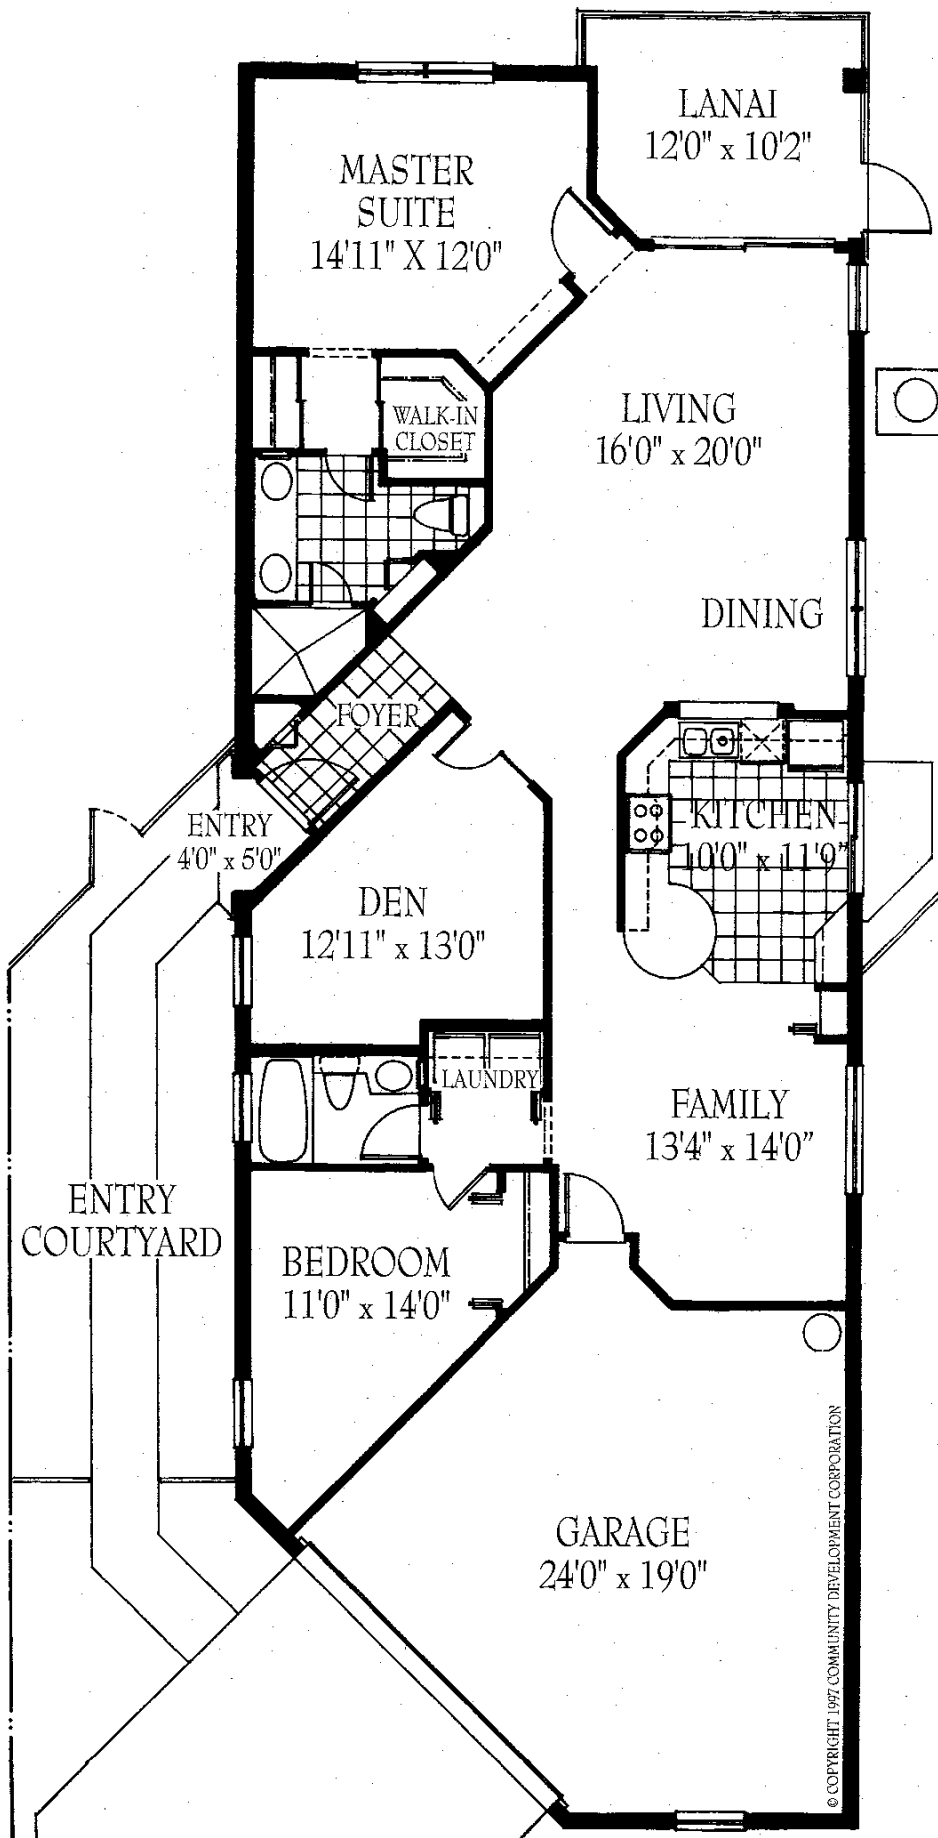 LANAI
12'0" x 10'2"
MASTER
SUITE
14'11" X 12'0"
WALK-IN
CLOSET
LIVING
16'0" x 20'0"
DINING
FOYER
ENTRY
4'0" x 5'0"
KITCHEN
10'0" x 11'9"
DEN
12'11" x 13'0"
LAUNDRY
FAMILY
13'4" x 14'0"
ENTRY
COURTYARD
BEDROOM
11'0" x 14'0"
GARAGE
24'0" x 19'0"
© COPYRIGHT 1997 COMMUNITY DEVELOPMENT CORPORATION